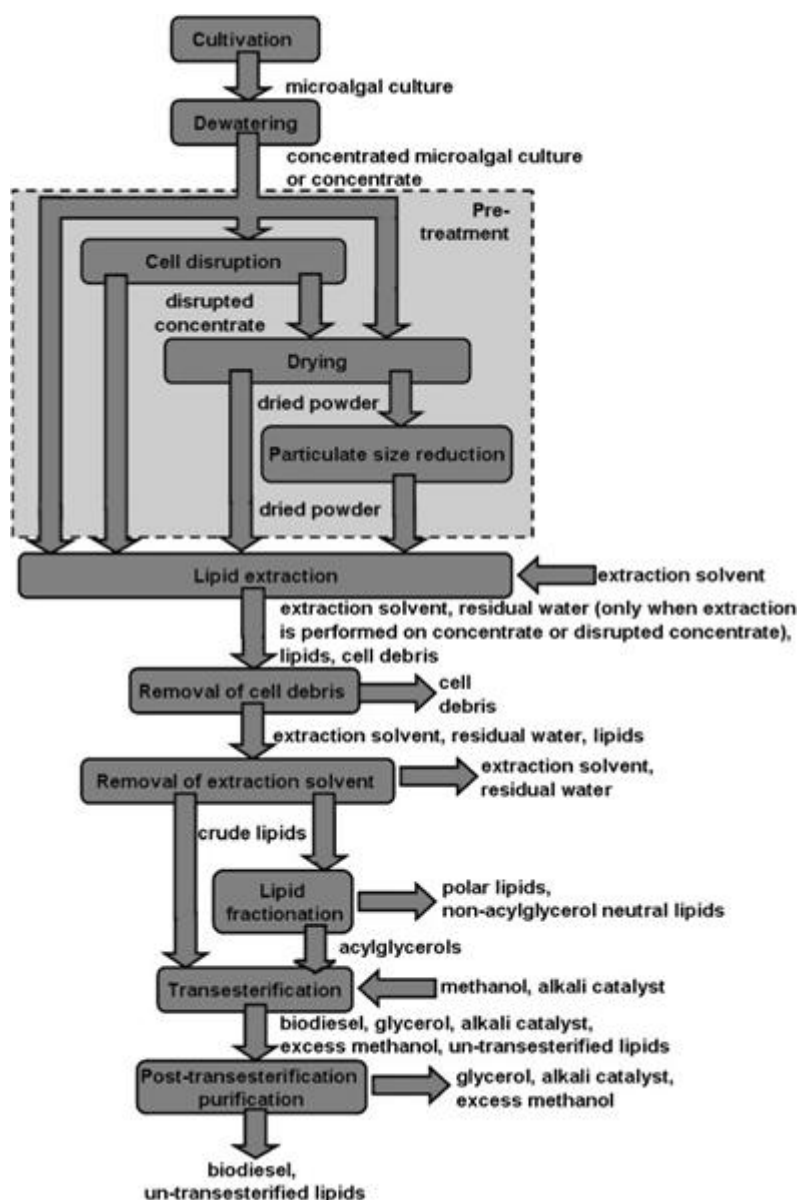 Cultivation
microalgal culture
Dewatering
concentrated microalgal culture
or concentrate
Pre-
treatment
Cell disruption
disrupted
concentrate
Drying
dried powder
Particulate size reduction
dried powder
Lipid extraction
extraction solvent
extraction solvent, residual water (only when extraction
is performed on concentrate or disrupted concentrate),
lipids, cell debris
Removal of cell debris
cell
debris
extraction solvent, residual water, lipids
Removal of extraction solvent
extraction solvent,
residual water
crude lipids
Lipid
fractionation
polar lipids,
non-acylglycerol neutral lipids
acylglycerols
Transesterification
methanol, alkali catalyst
biodiesel, glycerol, alkali catalyst,
excess methanol, un-transesterified lipids
Post-transesterification
purification
glycerol, alkali catalyst,
excess methanol
biodiesel,
un-transesterified lipids